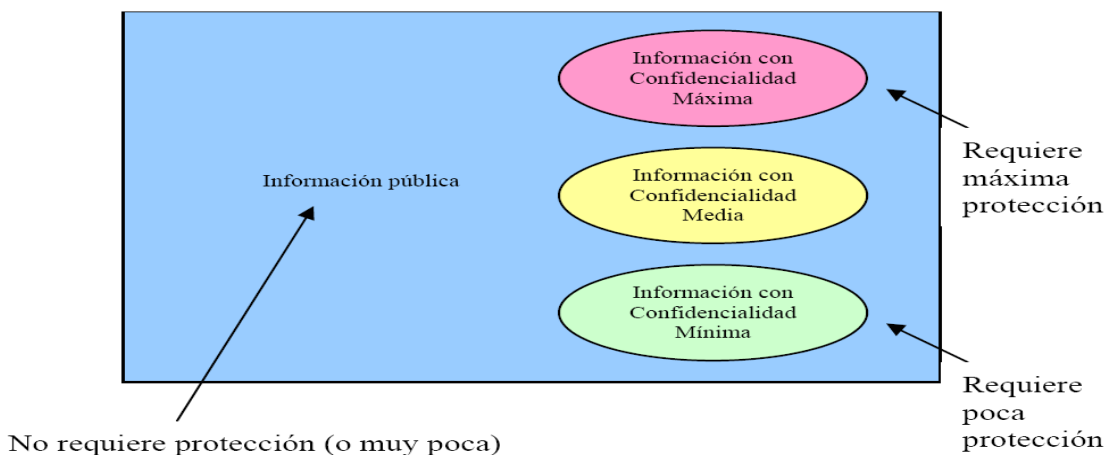 Información con
Confidencialidad
Máxima
Requiere
máxima
protección
Información pública
Información con
Confidencialidad
Media
Información con
Confidencialidad
Mínima
Requiere
poca
protección
No requiere protección (o muy poca)